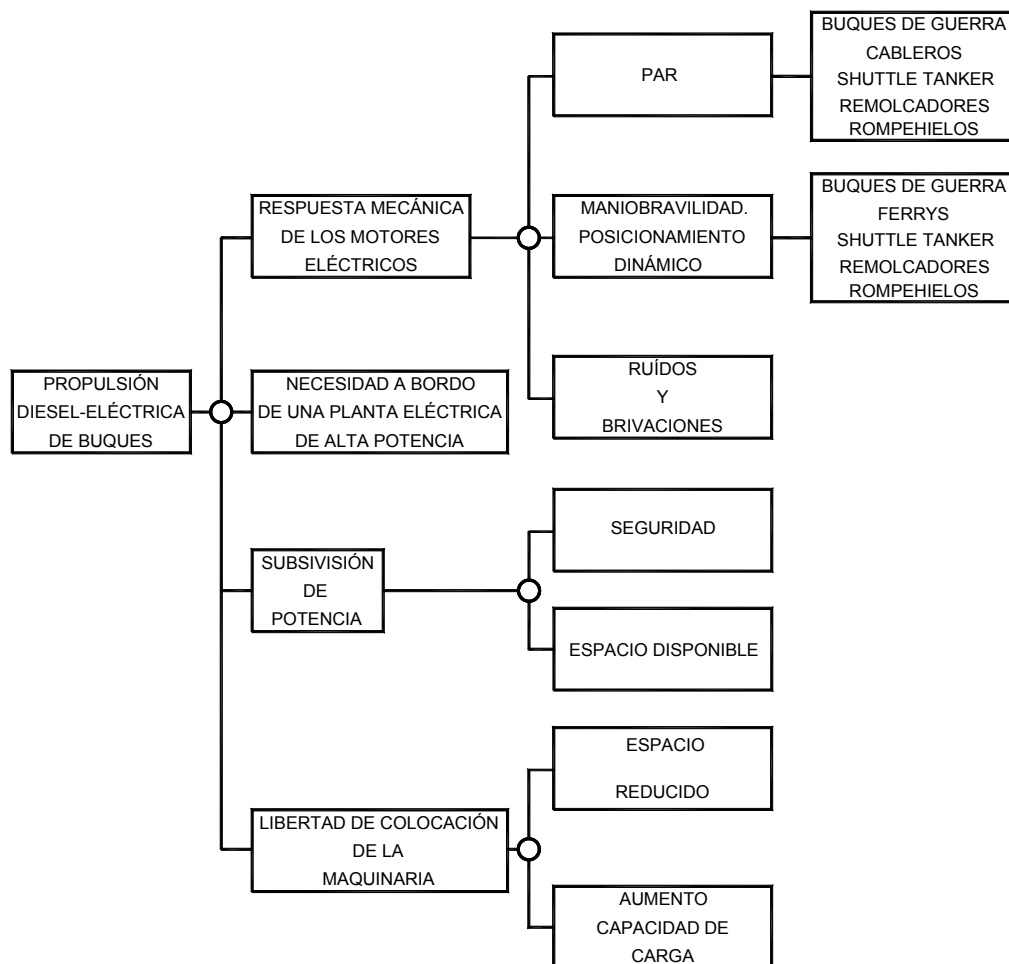 PROPULSIÓN
DIESEL-ELÉCTRICA
DE BUQUES
RESPUESTA MECÁNICA
DE LOS MOTORES
ELÉCTRICOS
PAR
BUQUES DE GUERRA
CABLEROS
SHUTTLE TANKER
REMOLCADORES
ROMPEHIELOS
MANIOBRAVILIDAD.
POSICIONAMIENTO
DINÁMICO
BUQUES DE GUERRA
FERRYS
SHUTTLE TANKER
REMOLCADORES
ROMPEHIELOS
RUÍDOS
Y
BRIVACIONES
NECESIDAD A BORDO
DE UNA PLANTA ELÉCTRICA
DE ALTA POTENCIA
SUBSIVISIÓN
DE
POTENCIA
SEGURIDAD
ESPACIO DISPONIBLE
LIBERTAD DE COLOCACIÓN
DE LA
MAQUINARIA
ESPACIO
REDUCIDO
AUMENTO
CAPACIDAD DE
CARGA